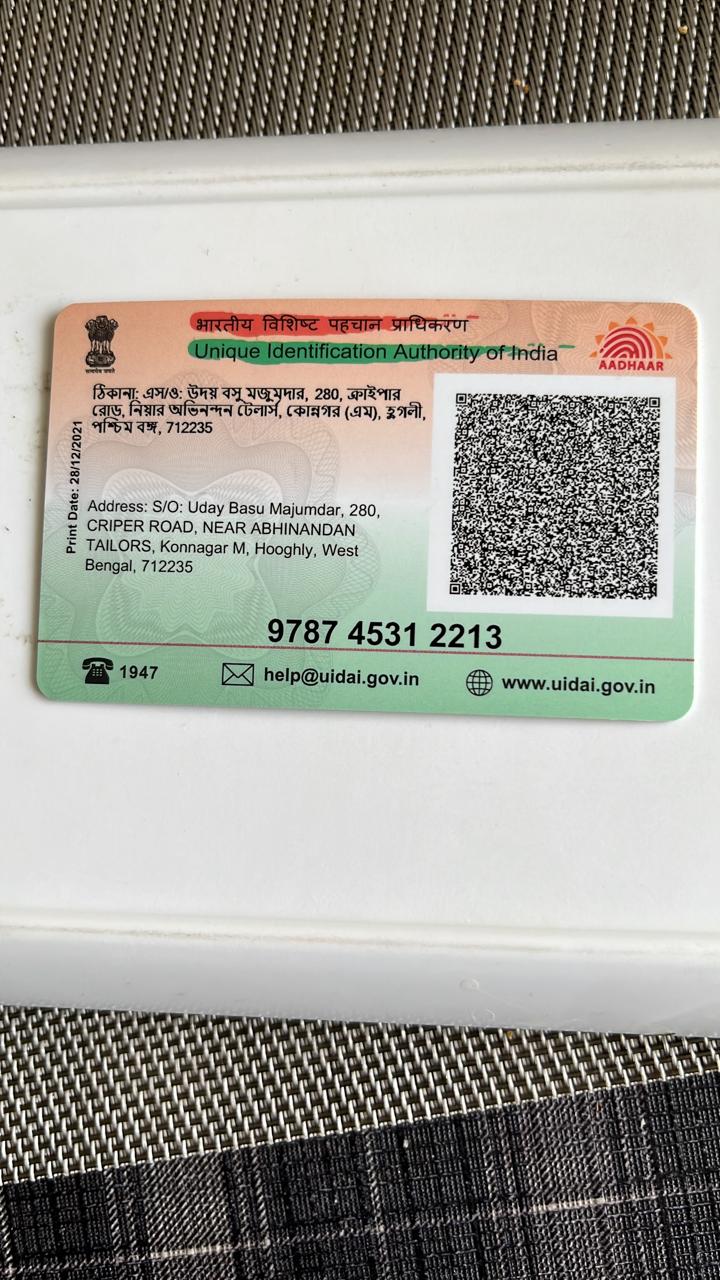 भारतीय विशिष्ट पहचान प्राधिकरण
Unique Identification Authority of India
सत्यमेव जयते
AADHAAR
ঠিকানা: এস/ও: উদয় বসু মজুমদার, 280, ক্রাইপার
রোড, নিয়ার অভিনন্দন টেলার্স, কোন্নগর (এম), হুগলী,
পশ্চিম বঙ্গ, 712235
Print Date: 28/12/2021
Address: S/O: Uday Basu Majumdar, 280,
CRIPER ROAD, NEAR ABHINANDAN
TAILORS, Konnagar M, Hooghly, West
Bengal, 712235
9787 4531 2213
1947
help@uidai.gov.in
www.uidai.gov.in